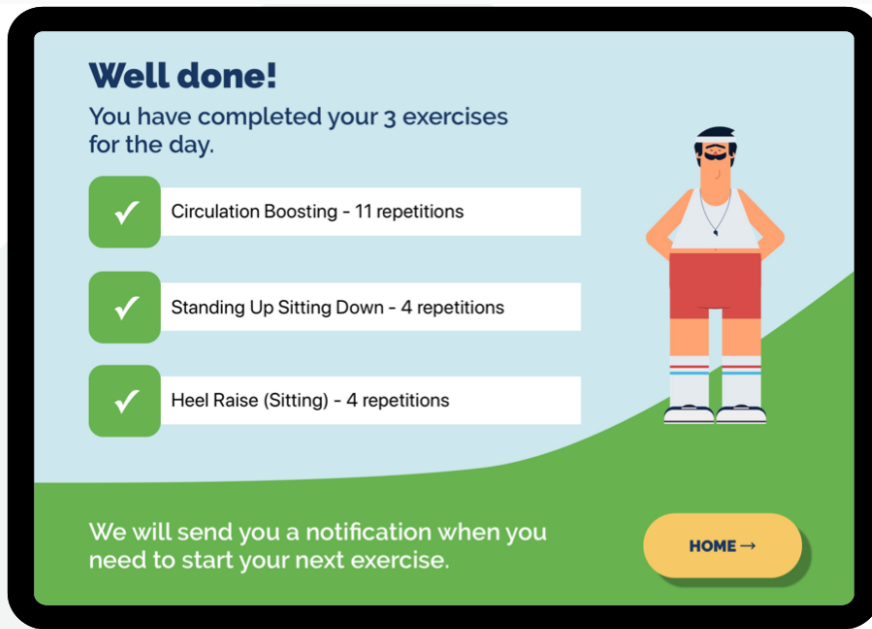 Well done!
You have completed your 3 exercises
for the day.
Circulation Boosting - 11 repetitions
Standing Up Sitting Down - 4 repetitions
Heel Raise (Sitting) - 4 repetitions
We will send you a notification when you
need to start your next exercise.
HOME →